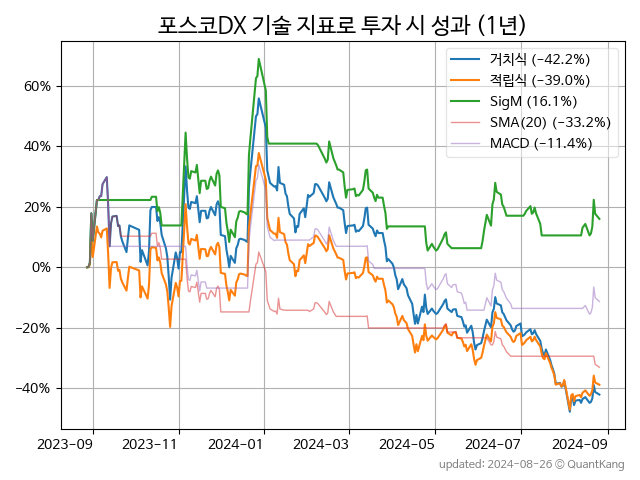 포스코DX 기술 지표로 투자 시 성과 (1년)
거치식 (−42.2%)
적립식 (−39.0%)
SigM (16.1%)
SMA(20) (−33.2%)
MACD (−11.4%)
60%
40%
20%
0%
−20%
−40%
2023-09 2023-11 2024-01 2024-03 2024-05 2024-07 2024-09
updated: 2024-08-26 © QuantKang